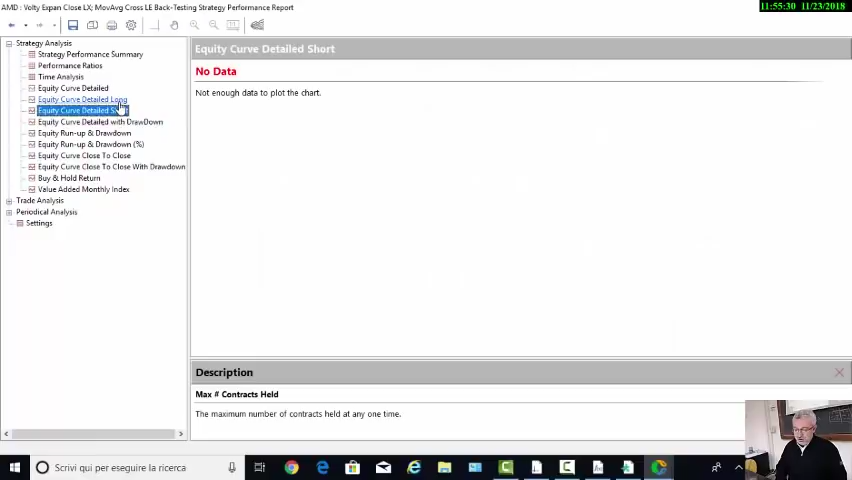 AMD : Volty Expan Close LX; MovAvg Cross LE Back-Testing Strategy Performance Report
11:55:30 11/23/2018
Strategy Analysis
Strategy Performance Summary
Performance Ratios
Time Analysis
Equity Curve Detailed
Equity Curve Detailed Long
Equity Curve Detailed
Equity Curve Detailed with DrawDown
Equity Run-up & Drawdown
Equity Run-up & Drawdown (%)
Equity Curve Close To Close
Equity Curve Close To Close With Drawdown
Buy & Hold Return
Value Added Monthly Index
Trade Analysis
Periodical Analysis
Settings
Equity Curve Detailed Short
No Data
Not enough data to plot the chart.
Description
Max # Contracts Held
The maximum number of contracts held at any one time.
Scrivi qui per eseguire la ricerca